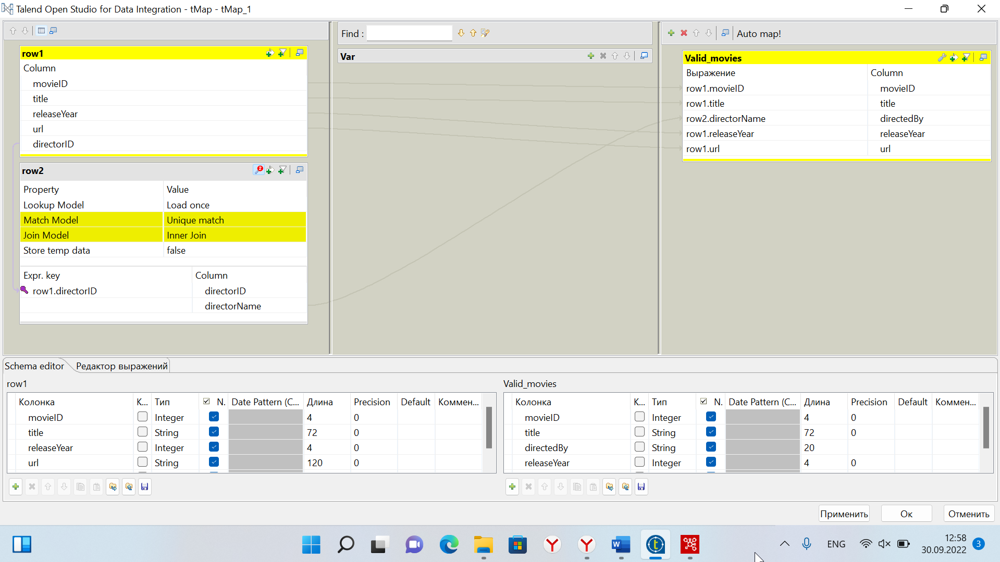 Talend Open Studio for Data Integration - tMap - tMap_1
Find :
Auto map!
row1
Column
movieID
title
releaseYear
url
directorID
Var
Valid_movies
Выражение Column
row1.movieID movieID
row1.title title
row2.directorName directedBy
row1.releaseYear releaseYear
row1.url url
row2
2
Property Value
Lookup Model Load once
Match Model Unique match
Join Model Inner Join
Store temp data false
Expr. key Column
row1.directorID directorID
directorName
Schema editor Редактор выражений
row1
Колонка К... Тип N. Date Pattern (C... Длина Precision Default Коммен...
movieID Integer 4 0
title String 72 0
releaseYear Integer 4 0
url String 120 0
Valid_movies
Колонка К... Тип N. Date Pattern (C... Длина Precision Default Коммен...
movieID Integer 4 0
title String 72 0
directedBy String 20
releaseYear Integer 4 0
Применить Ок Отменить
ENG
12:58
30.09.2022
3